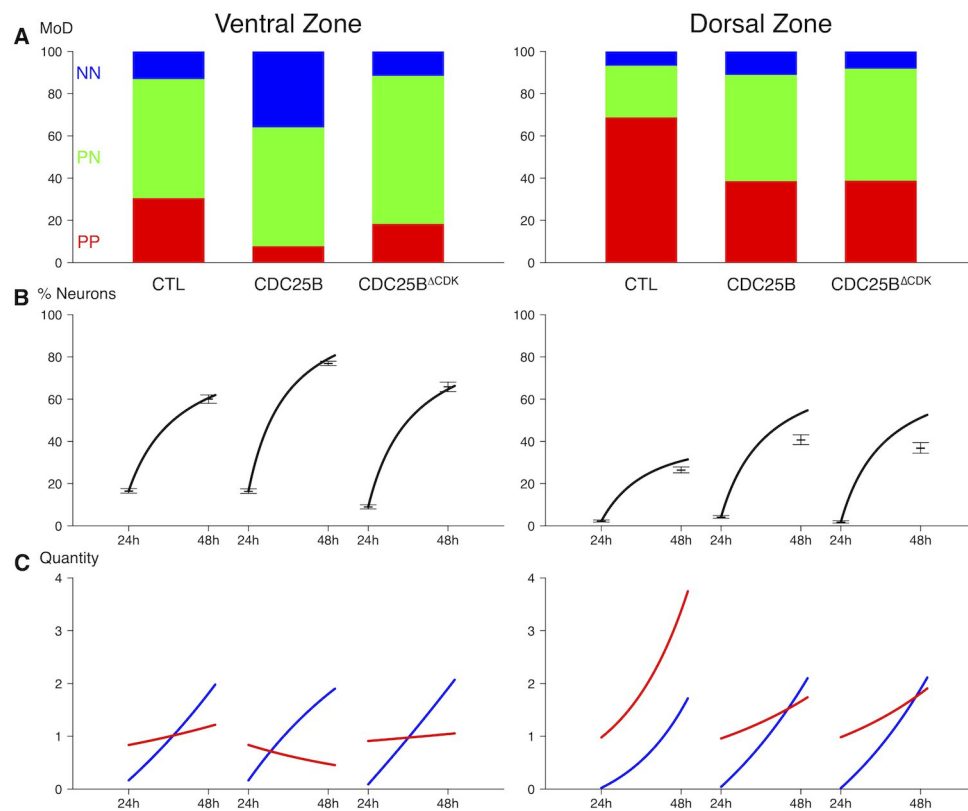 Ventral Zone Dorsal Zone
A MoD
100 100
80 80
60 60
40 40
20 20
0 0
NN
PN
PP
CTL CDC25B CDC25BΔCDK CTL CDC25B CDC25BΔCDK
B % Neurons
100 100
80 80
60 60
40 40
20 20
0 0
24h 48h 24h 48h 24h 48h 24h 48h 24h 48h 24h 48h
C Quantity
4 4
3 3
2 2
1 1
0 0
24h 48h 24h 48h 24h 48h 24h 48h 24h 48h 24h 48h